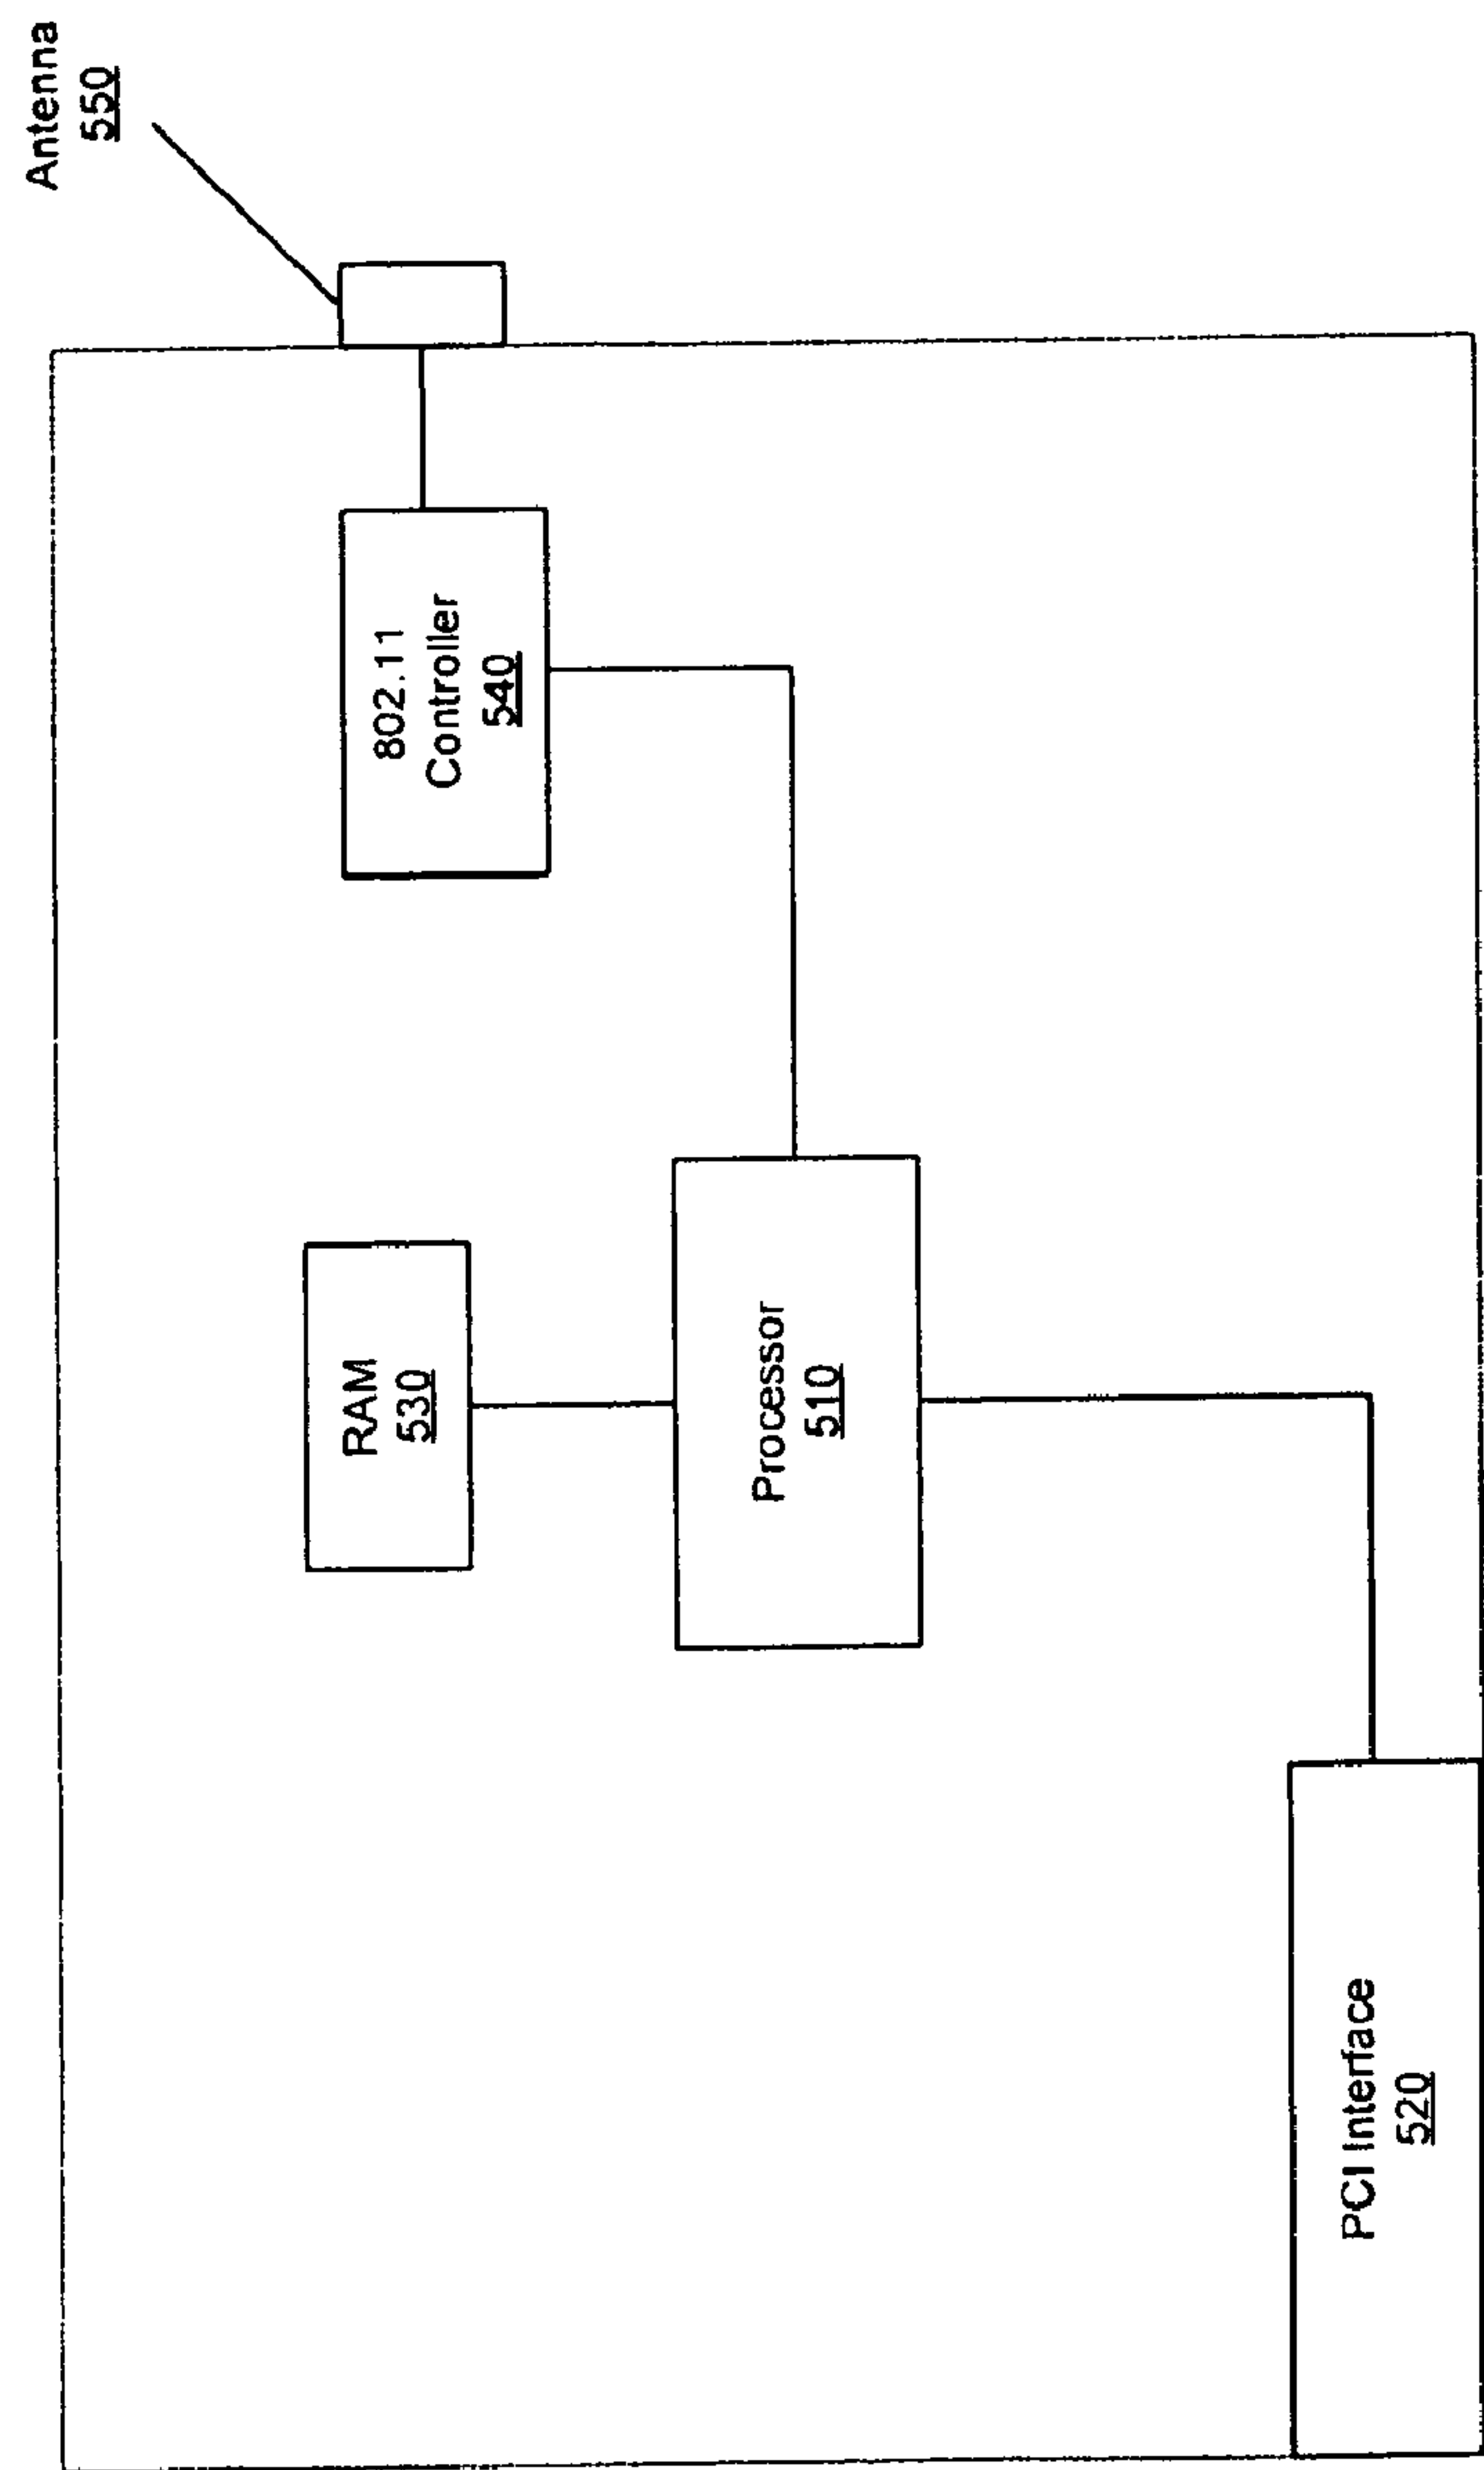 Antenna
550
802.11
Controller
540
RAM
530
Processor
510
PCI Interface
520